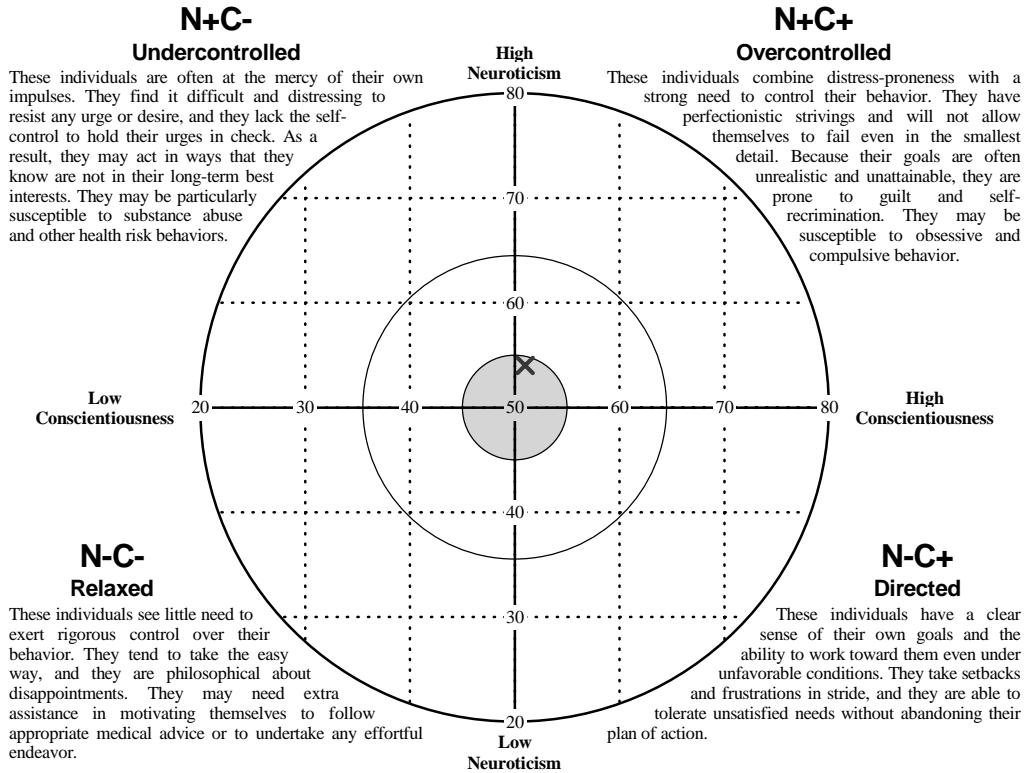 N+C-
Undercontrolled
These individuals are often at the mercy of their own
impulses. They find it difficult and distressing to
resist any urge or desire, and they lack the self-
control to hold their urges in check. As a
result, they may act in ways that they
know are not in their long-term best
interests. They may be particularly
susceptible to substance abuse
and other health risk behaviors.
High
Neuroticism
N+C+
Overcontrolled
These individuals combine distress-proneness with a
strong need to control their behavior. They have
perfectionistic strivings and will not allow
themselves to fail even in the smallest
detail. Because their goals are often
unrealistic and unattainable, they are
prone to guilt and self-
recrimination. They may be
susceptible to obsessive and
compulsive behavior.
80
70
60
Low
Conscientiousness
20 30 40 50 60 70 80
High
Conscientiousness
40
30
20
N-C-
Relaxed
These individuals see little need to
exert rigorous control over their
behavior. They tend to take the easy
way, and they are philosophical about
disappointments. They may need extra
assistance in motivating themselves to follow
appropriate medical advice or to undertake any effortful
endeavor.
Low
Neuroticism
N-C+
Directed
These individuals have a clear
sense of their own goals and the
ability to work toward them even under
unfavorable conditions. They take setbacks
and frustrations in stride, and they are able to
tolerate unsatisfied needs without abandoning their
plan of action.